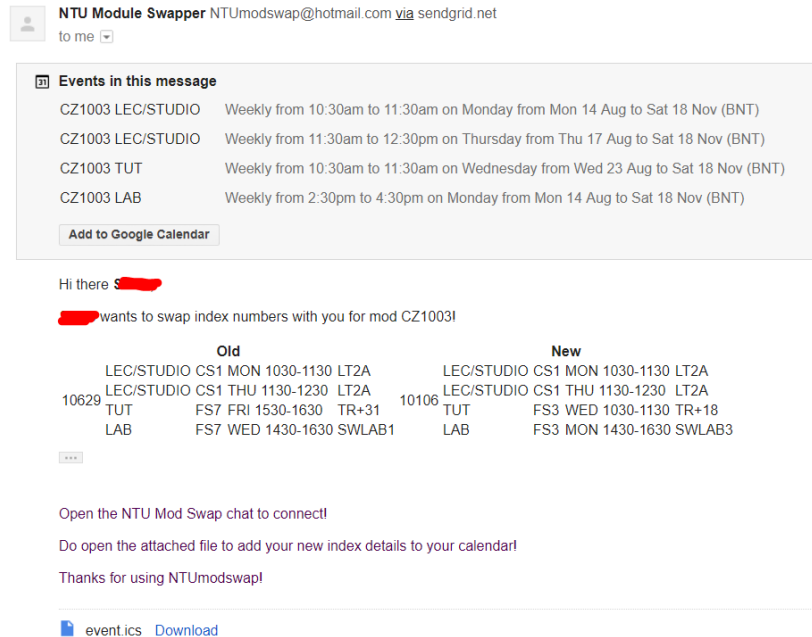 NTU Module Swapper NTUmodswap@hotmail.com via sendgrid.net
to me
31 Events in this message
CZ1003 LEC/STUDIO Weekly from 10:30am to 11:30am on Monday from Mon 14 Aug to Sat 18 Nov (BNT)
CZ1003 LEC/STUDIO Weekly from 11:30am to 12:30pm on Thursday from Thu 17 Aug to Sat 18 Nov (BNT)
CZ1003 TUT Weekly from 10:30am to 11:30am on Wednesday from Wed 23 Aug to Sat 18 Nov (BNT)
CZ1003 LAB Weekly from 2:30pm to 4:30pm on Monday from Mon 14 Aug to Sat 18 Nov (BNT)
Add to Google Calendar
Hi there
wants to swap index numbers with you for mod CZ1003!
Old New
LEC/STUDIO CS1 MON 1030-1130 LT2A LEC/STUDIO CS1 MON 1030-1130 LT2A
LEC/STUDIO CS1 THU 1130-1230 LT2A LEC/STUDIO CS1 THU 1130-1230 LT2A
10629 10106
TUT FS7 FRI 1530-1630 TR+31 TUT FS3 WED 1030-1130 TR+18
LAB FS7 WED 1430-1630 SWLAB1 LAB FS3 MON 1430-1630 SWLAB3
Open the NTU Mod Swap chat to connect!
Do open the attached file to add your new index details to your calendar!
Thanks for using NTUmodswap!
event.ics Download